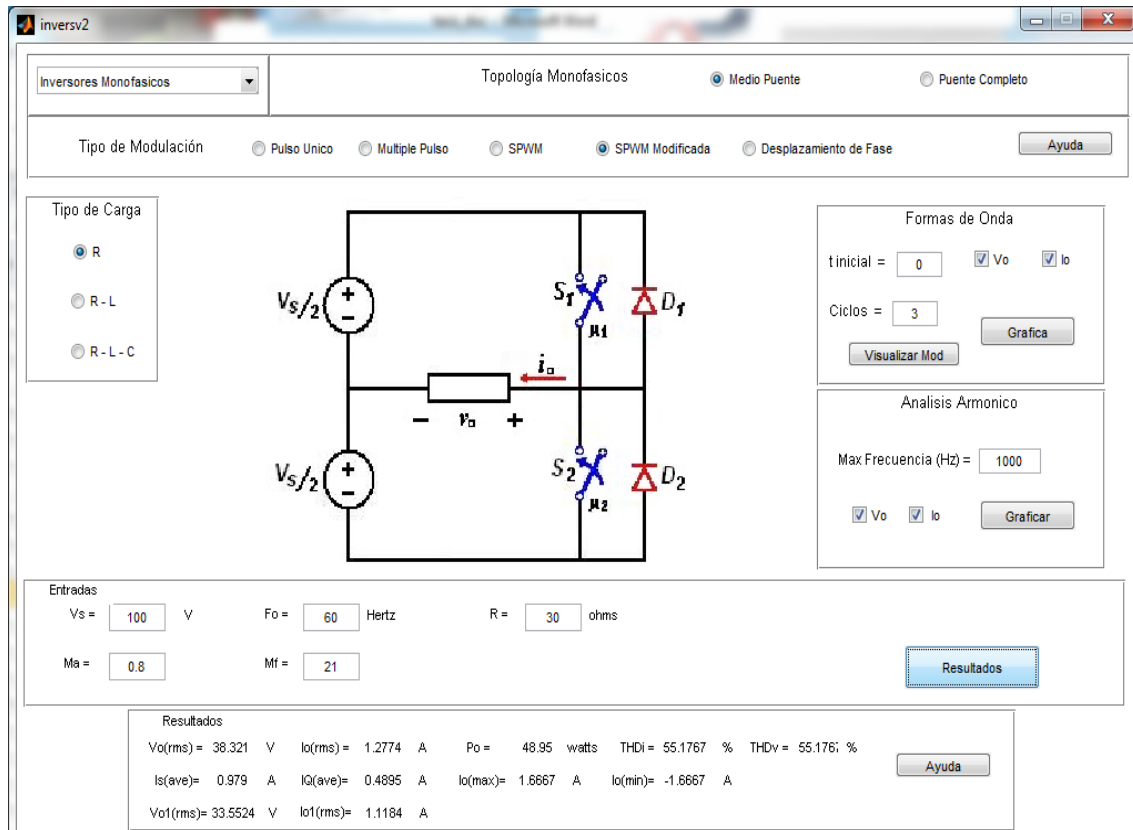 inversv2
Inversores Monofasicos
Topología Monofasicos
Medio Puente
Puente Completo
Tipo de Modulación
Pulso Unico
Multiple Pulso
SPWM
SPWM Modificada
Desplazamiento de Fase
Ayuda
Tipo de Carga
R
R - L
R - L - C
Vs/2
Vs/2
S1
μ1
D1
S2
μ2
D2
− +
Formas de Onda
t inicial = 0
Vo
Io
Ciclos = 3
Grafica
Visualizar Mod
Analisis Armonico
Max Frecuencia (Hz) = 1000
Vo
Io
Graficar
Entradas
Vs = 100 V
Fo = 60 Hertz
R = 30 ohms
Ma = 0.8
Mf = 21
Resultados
Resultados
Vo(rms) = 38.321 V Io(rms) = 1.2774 A Po = 48.95 watts THDi = 55.1767 % THDv = 55.176 %
Is(ave)= 0.979 A IQ(ave)= 0.4895 A Io(max)= 1.6667 A Io(min)= -1.6667 A
Vo1(rms)= 33.5524 V Io1(rms)= 1.1184 A
Ayuda